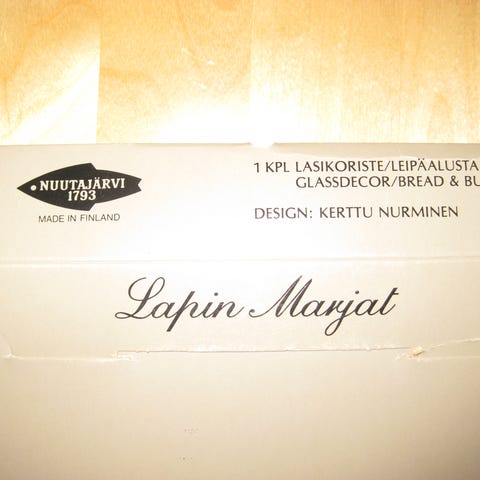 NUUTAJÄRVI
1793
MADE IN FINLAND
1 KPL LASIKORISTE/LEIPÄALUSTA
GLASSDECOR/BREAD & BU
DESIGN: KERTTU NURMINEN
Lapin Marjat